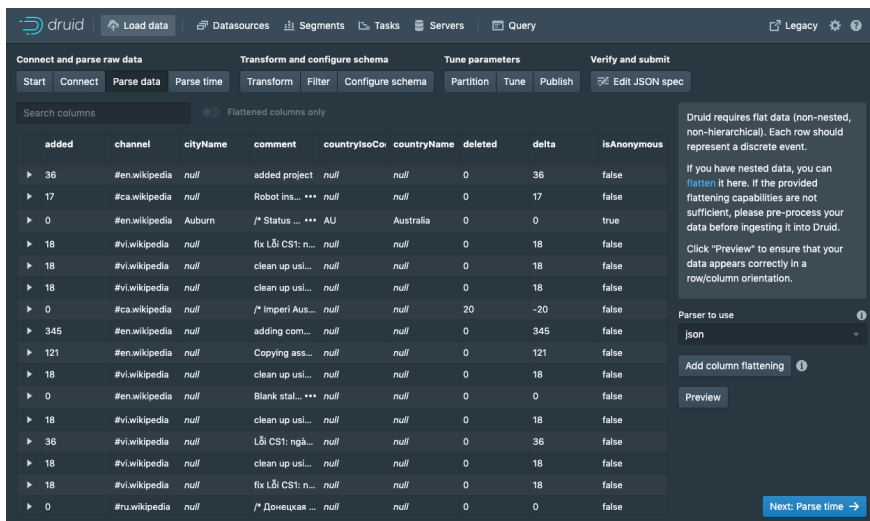 druid Load data Datasources Segments Tasks Servers Query Legacy
Connect and parse raw data Transform and configure schema Tune parameters Verify and submit
Start Connect Parse data Parse time Transform Filter Configure schema Partition Tune Publish Edit JSON spec
Search columns Flattened columns only
added channel cityName comment countryIsoCo countryName deleted delta isAnonymous
36 #en.wikipedia null added project null null 0 36 false
17 #ca.wikipedia null Robot ins... ••• null null 0 17 false
0 #en.wikipedia Auburn /* Status ... ••• AU Australia 0 0 true
18 #vi.wikipedia null fix Lỗi CS1: n... null null 0 18 false
18 #vi.wikipedia null clean up usi... null null 0 18 false
18 #vi.wikipedia null clean up usi... null null 0 18 false
0 #ca.wikipedia null /* Imperi Aus... null null 20 -20 false
345 #en.wikipedia null adding com... null null 0 345 false
121 #en.wikipedia null Copying ass... null null 0 121 false
18 #vi.wikipedia null clean up usi... null null 0 18 false
0 #en.wikipedia null Blank stal... ••• null null 0 0 false
18 #vi.wikipedia null clean up usi... null null 0 18 false
36 #vi.wikipedia null Lỗi CS1: ngà... null null 0 36 false
18 #vi.wikipedia null clean up usi... null null 0 18 false
18 #vi.wikipedia null fix Lỗi CS1: n... null null 0 18 false
0 #ru.wikipedia null /* Донецкая ... null null 0 0 false
Druid requires flat data (non-nested,
non-hierarchical). Each row should
represent a discrete event.
If you have nested data, you can
flatten it here. If the provided
flattening capabilities are not
sufficient, please pre-process your
data before ingesting it into Druid.
Click "Preview" to ensure that your
data appears correctly in a
row/column orientation.
Parser to use
json
Add column flattening
Preview
Next: Parse time →